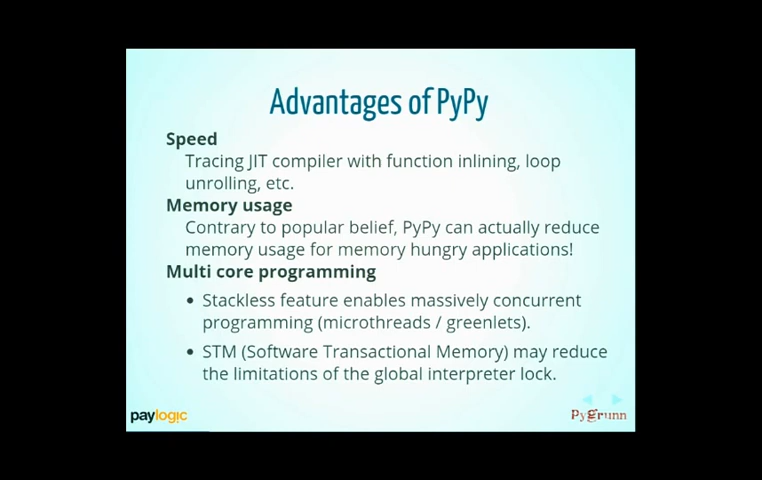 Advantages of PyPy
Speed
Tracing JIT compiler with function inlining, loop
unrolling, etc.
Memory usage
Contrary to popular belief, PyPy can actually reduce
memory usage for memory hungry applications!
Multi core programming
• Stackless feature enables massively concurrent
programming (microthreads / greenlets).
• STM (Software Transactional Memory) may reduce
the limitations of the global interpreter lock.
paylogic
Pygrunn